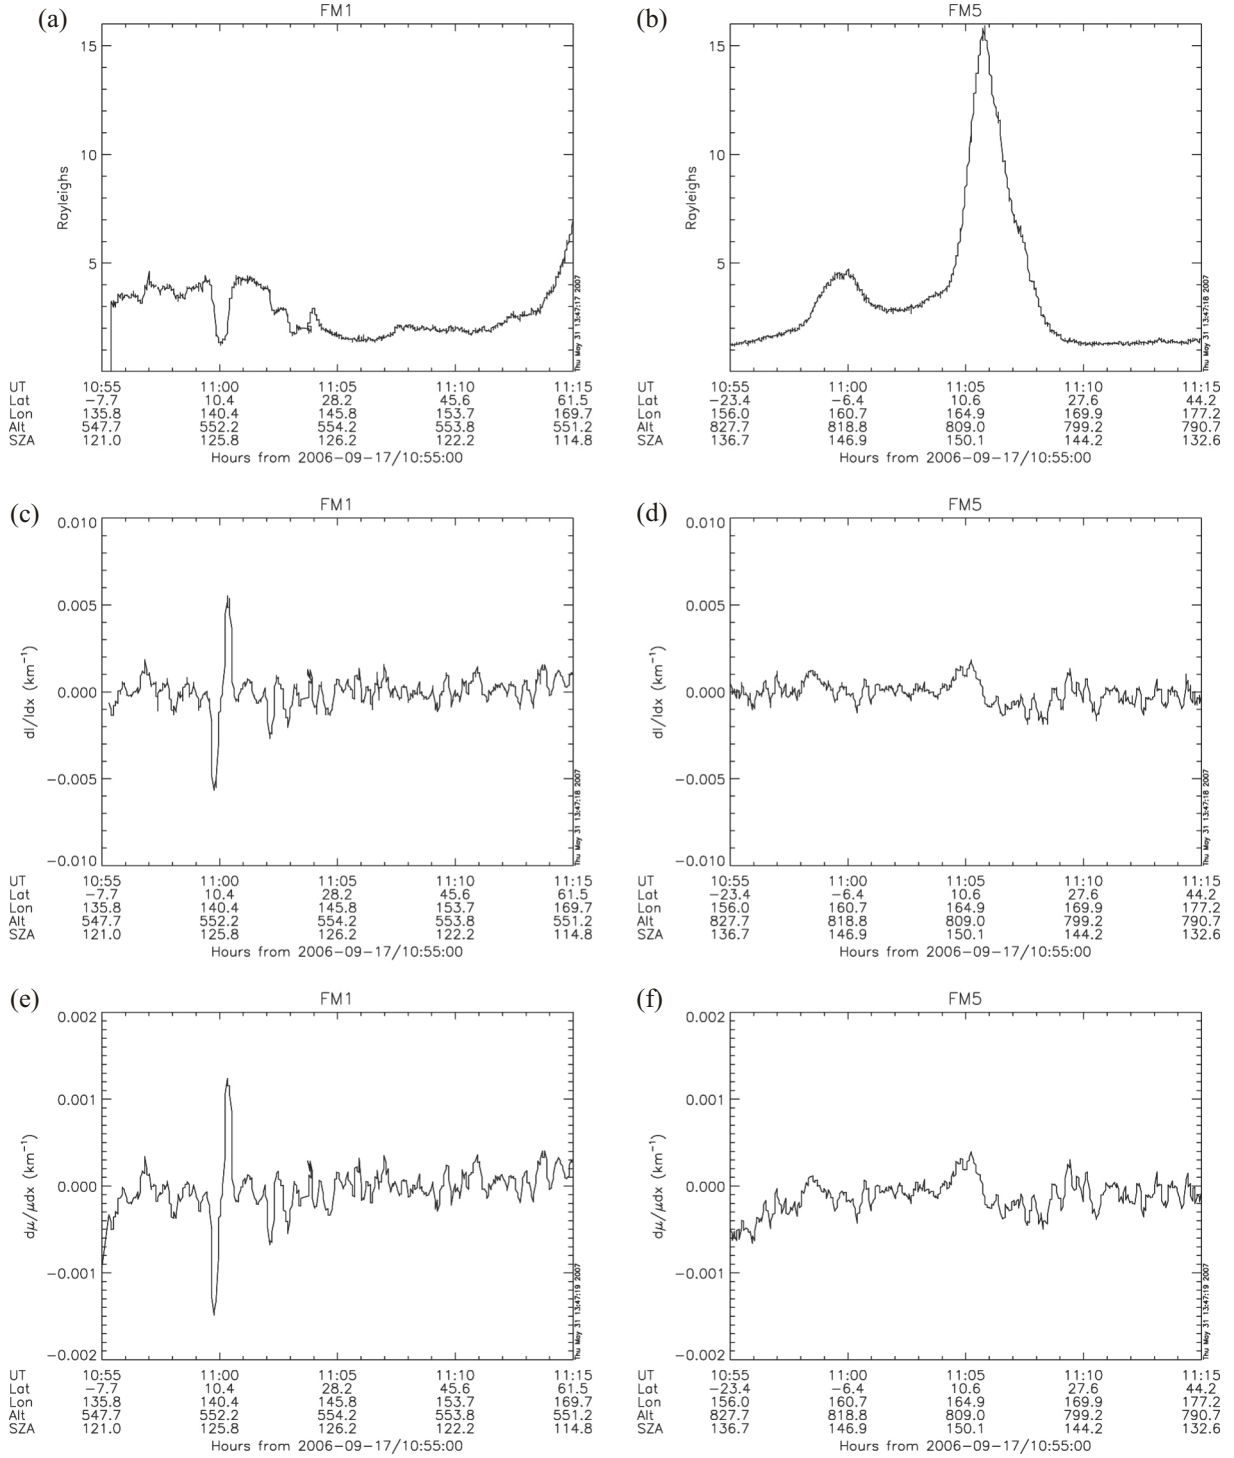 (a)
FM1
Rayleighs
15
10
5
Thu May 31 13:47:17 2007
UT 10:55 11:00 11:05 11:10 11:15
Lat −7.7 10.4 28.2 45.6 61.5
Lon 135.8 140.4 145.8 153.7 169.7
Alt 547.7 552.2 554.2 553.8 551.2
SZA 121.0 125.8 126.2 122.2 114.8
Hours from 2006−09−17/10:55:00
(b)
FM5
Rayleighs
15
10
5
Thu May 31 13:47:18 2007
UT 10:55 11:00 11:05 11:10 11:15
Lat −23.4 −6.4 10.6 27.6 44.2
Lon 156.0 160.7 164.9 169.9 177.2
Alt 827.7 818.8 809.0 799.2 790.7
SZA 136.7 146.9 150.1 144.2 132.6
Hours from 2006−09−17/10:55:00
(c)
FM1
dI/Idx (km⁻¹)
0.010
0.005
0.000
−0.005
−0.010
Thu May 31 13:47:18 2007
UT 10:55 11:00 11:05 11:10 11:15
Lat −7.7 10.4 28.2 45.6 61.5
Lon 135.8 140.4 145.8 153.7 169.7
Alt 547.7 552.2 554.2 553.8 551.2
SZA 121.0 125.8 126.2 122.2 114.8
Hours from 2006−09−17/10:55:00
(d)
FM5
dI/Idx (km⁻¹)
0.010
0.005
0.000
−0.005
−0.010
Thu May 31 13:47:18 2007
UT 10:55 11:00 11:05 11:10 11:15
Lat −23.4 −6.4 10.6 27.6 44.2
Lon 156.0 160.7 164.9 169.9 177.2
Alt 827.7 818.8 809.0 799.2 790.7
SZA 136.7 146.9 150.1 144.2 132.6
Hours from 2006−09−17/10:55:00
(e)
FM1
dμ/μdx (km⁻¹)
0.002
0.001
0.000
−0.001
−0.002
Thu May 31 13:47:19 2007
UT 10:55 11:00 11:05 11:10 11:15
Lat −7.7 10.4 28.2 45.6 61.5
Lon 135.8 140.4 145.8 153.7 169.7
Alt 547.7 552.2 554.2 553.8 551.2
SZA 121.0 125.8 126.2 122.2 114.8
Hours from 2006−09−17/10:55:00
(f)
FM5
dμ/μdx (km⁻¹)
0.002
0.001
0.000
−0.001
−0.002
Thu May 31 13:47:19 2007
UT 10:55 11:00 11:05 11:10 11:15
Lat −23.4 −6.4 10.6 27.6 44.2
Lon 156.0 160.7 164.9 169.9 177.2
Alt 827.7 818.8 809.0 799.2 790.7
SZA 136.7 146.9 150.1 144.2 132.6
Hours from 2006−09−17/10:55:00